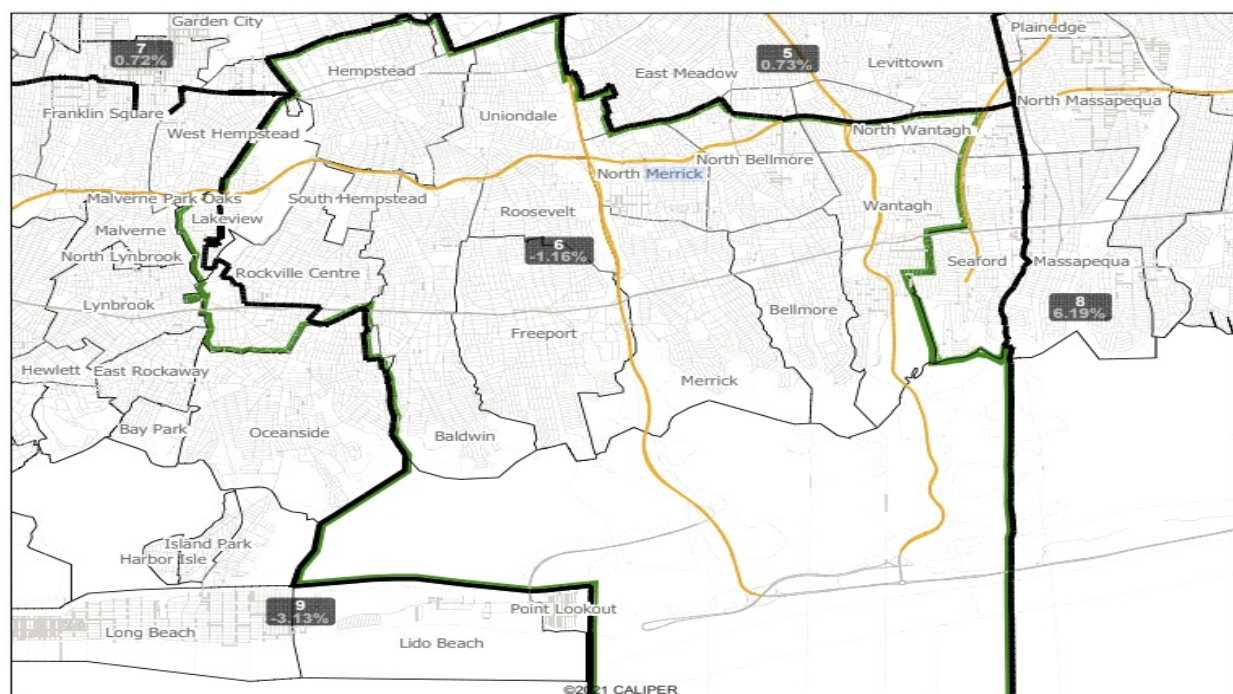 Garden City
7
0.72%
Hempstead
5
0.73%
Levittown
Plainedge
East Meadow
North Massapequa
Franklin Square
West Hempstead
Uniondale
North Wantagh
North Bellmore
North Merrick
Malverne Park Oaks
South Hempstead
Lakeview
Roosevelt
Wantagh
Malverne
North Lynbrook
6
-1.16%
Rockville Centre
Seaford
Massapequa
Lynbrook
8
6.19%
Freeport
Bellmore
Hewlett
East Rockaway
Merrick
Bay Park
Oceanside
Baldwin
Island Park
Harbor Isle
9
-3.13%
Point Lookout
Long Beach
Lido Beach
©2021 CALIPER